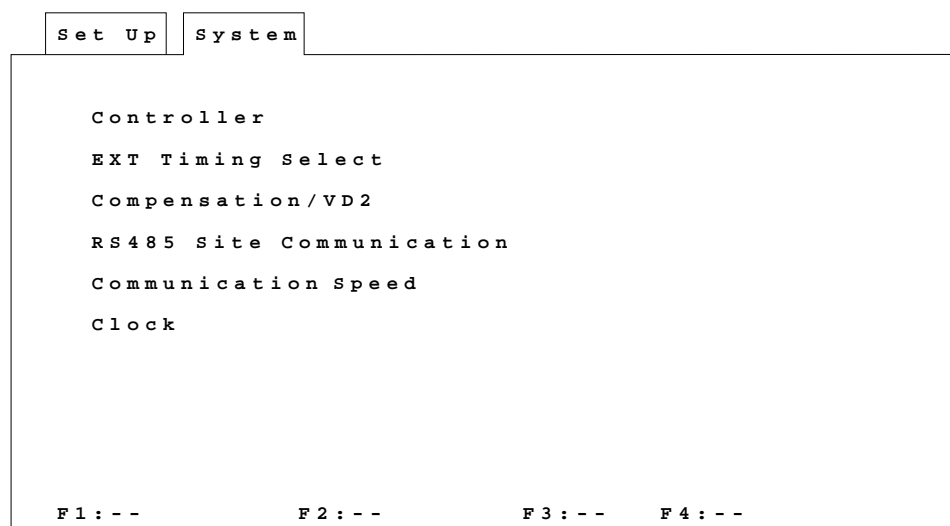 Set Up System
Controller
EXT Timing Select
Compensation/VD2
RS485 Site Communication
Communication Speed
Clock
F1:-- F2:-- F3:-- F4:--